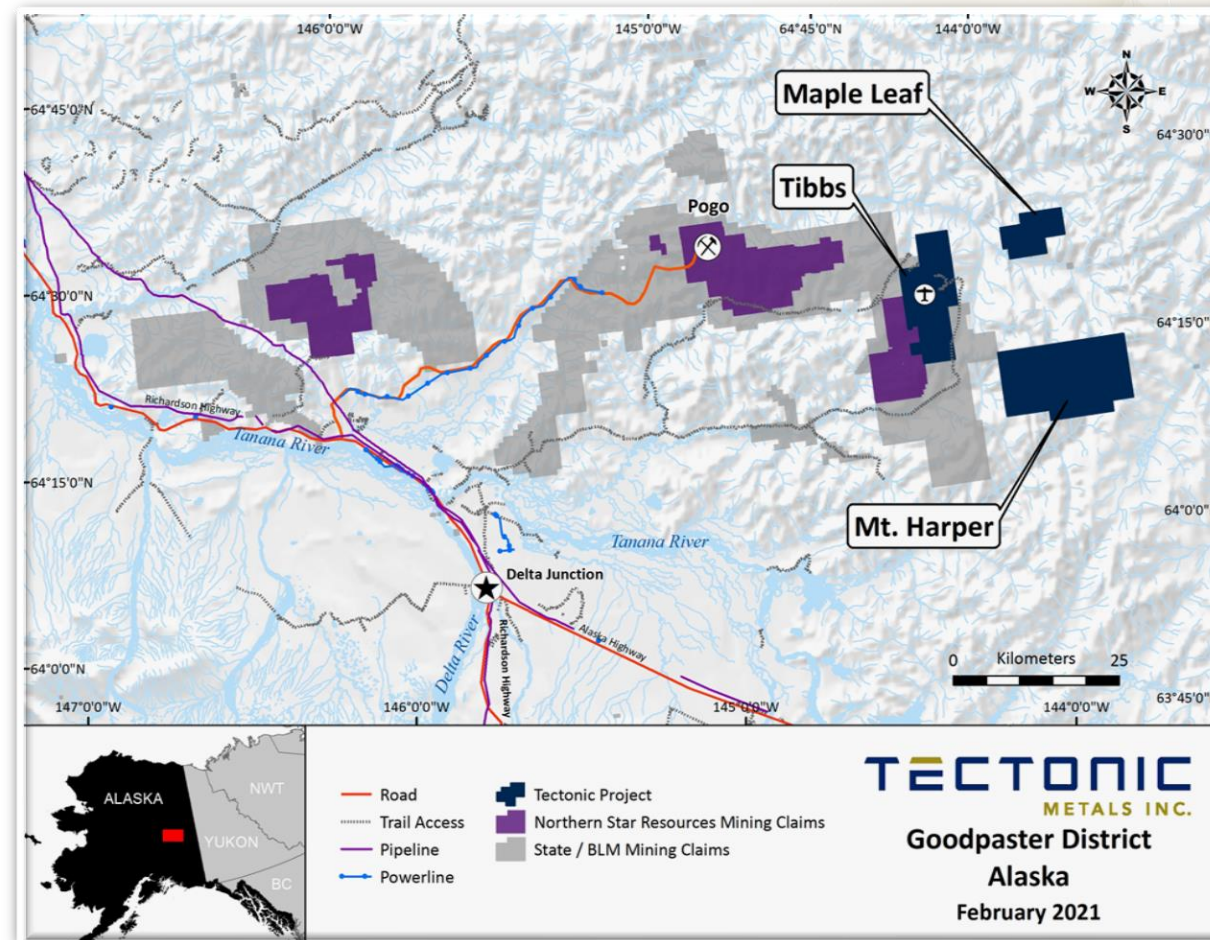 146°0'0"W
145°0'0"W
64°45'0"N
144°0'0"W
N
W
E
S
64°45'0"N
64°30'0"N
Maple Leaf
Tibbs
Pogo
64°30'0"N
64°15'0"N
Richardson Highway
Tanana River
64°15'0"N
64°0'0"N
Mt. Harper
Tanana River
Delta Junction
Alaska Highway
Delta River
Richardson Highway
0 Kilometers 25
64°0'0"N
63°45'0"N
147°0'0"W
146°0'0"W
145°0'0"W
144°0'0"W
ALASKA
NWT
YUKON
BC
Road
Trail Access
Pipeline
Powerline
Tectonic Project
Northern Star Resources Mining Claims
State / BLM Mining Claims
TECTONIC
METALS INC.
Goodpaster District
Alaska
February 2021